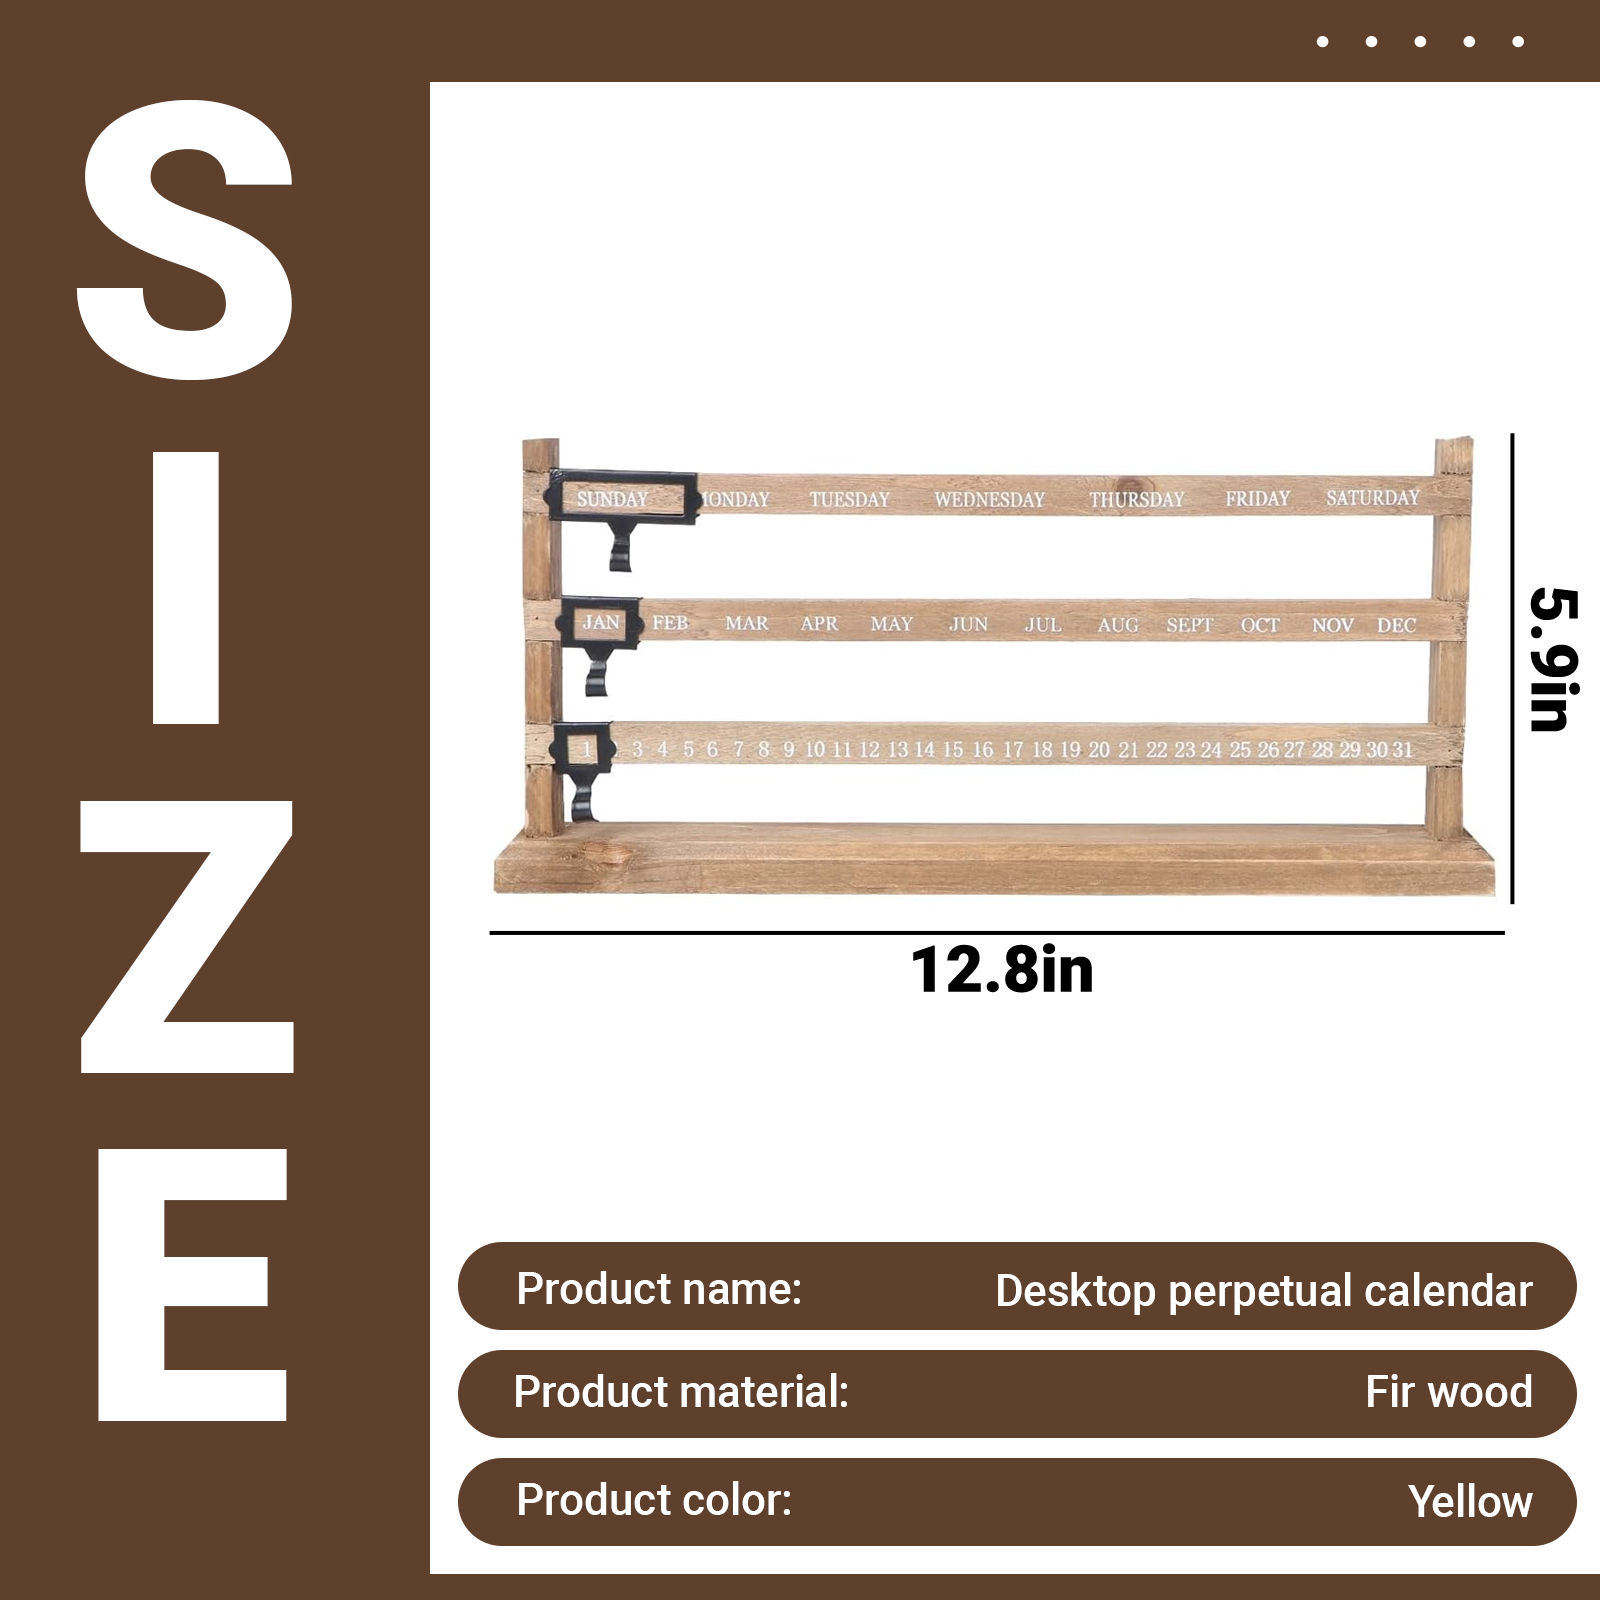 SIZE
SUNDAY ONDAY TUESDAY WEDNESDAY THURSDAY FRIDAY SATURDAY
JAN FEB MAR APR MAY JUN JUL AUG SEPT OCT NOV DEC
1 3 4 5 6 7 8 9 10 11 12 13 14 15 16 17 18 19 20 21 22 23 24 25 26 27 28 29 30 31
5.9in
12.8in
Product name: Desktop perpetual calendar
Product material: Fir wood
Product color: Yellow